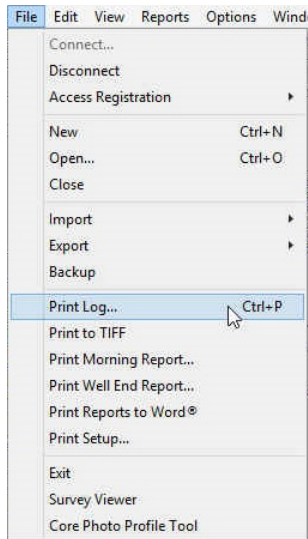 File Edit View Reports Options Wind
Connect...
Disconnect
Access Registration
New Ctrl+N
Open... Ctrl+O
Close
Import
Export
Backup
Print Log... Ctrl+P
Print to TIFF
Print Morning Report...
Print Well End Report...
Print Reports to Word®
Print Setup...
Exit
Survey Viewer
Core Photo Profile Tool